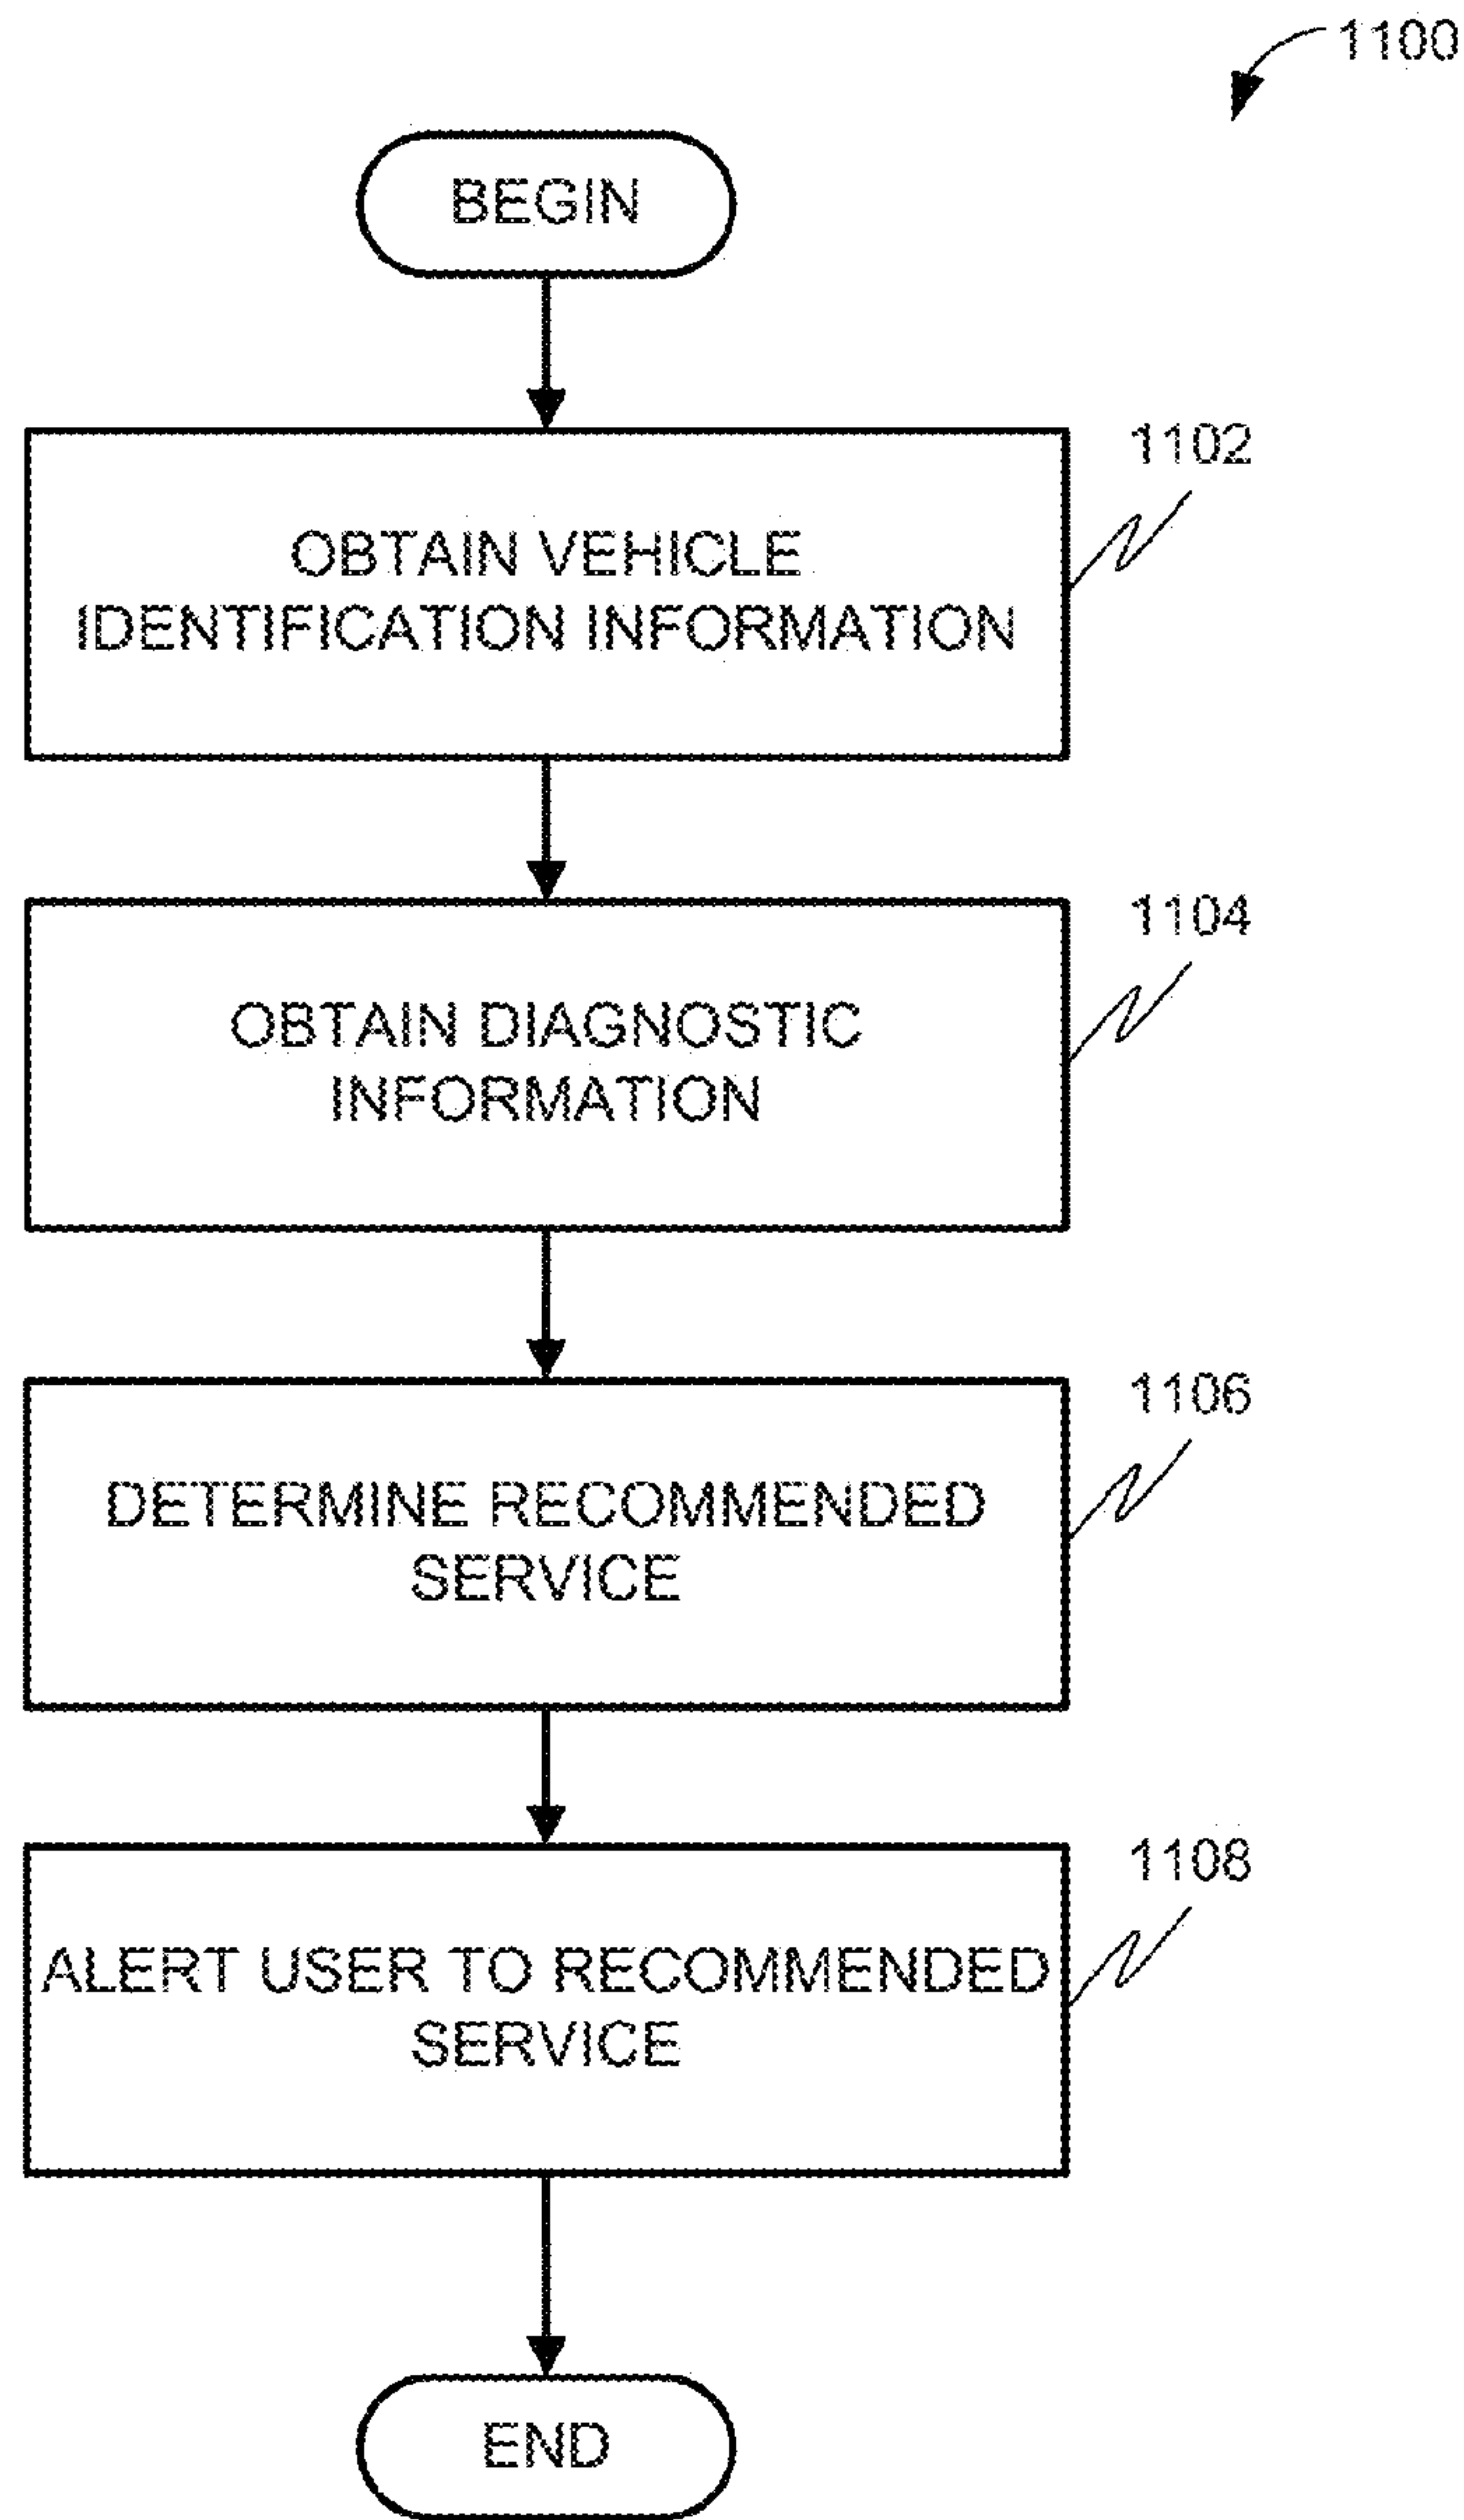 1100
BEGIN
1102
OBTAIN VEHICLE
IDENTIFICATION INFORMATION
1104
OBTAIN DIAGNOSTIC
INFORMATION
1106
DETERMINE RECOMMENDED
SERVICE
1108
ALERT USER TO RECOMMENDED
SERVICE
END